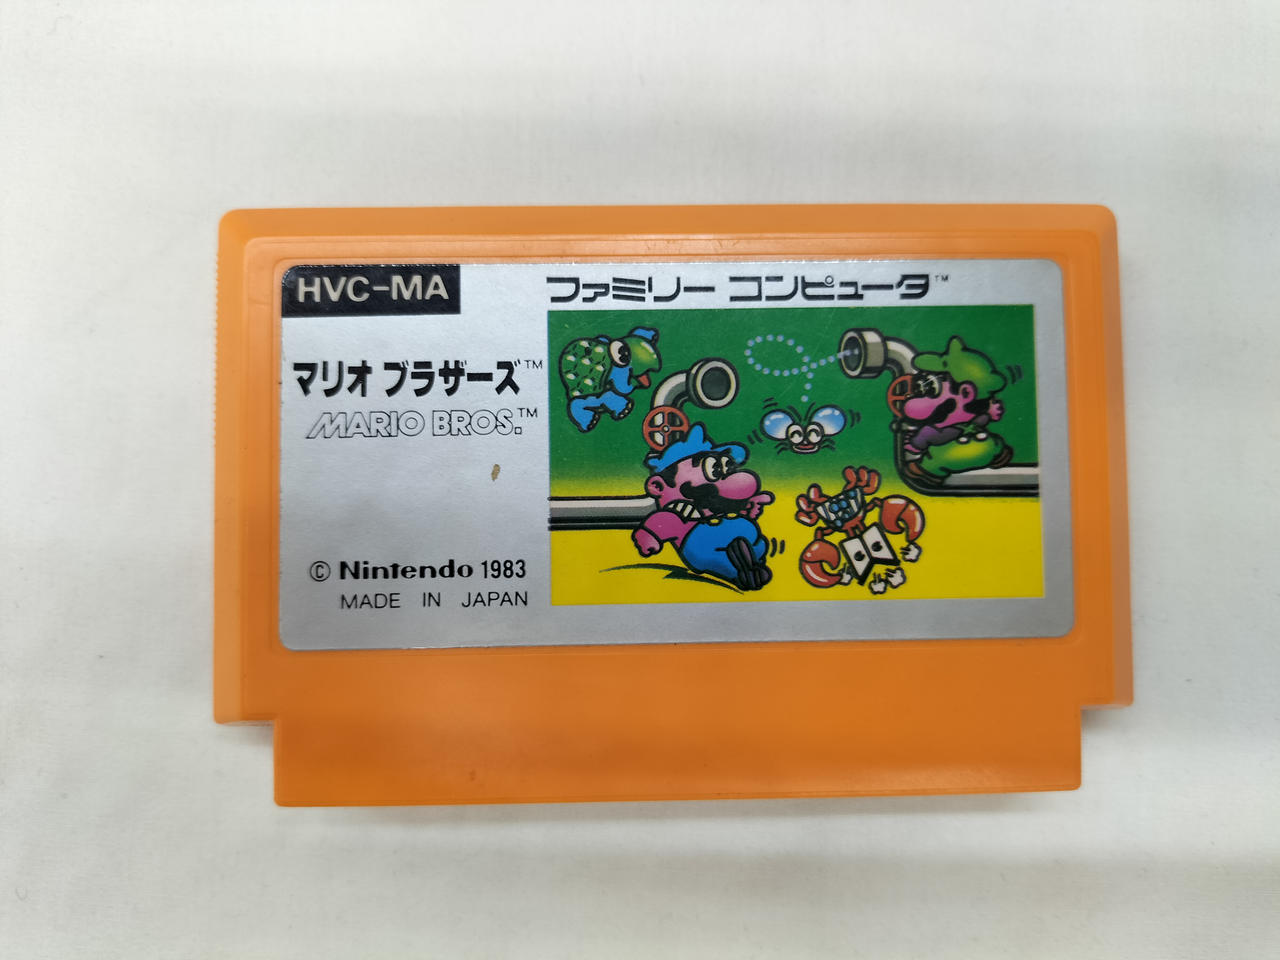 HVC-MA
ファミリー コンピュータ™
マリオ ブラザーズ™
MARIO BROS.™
© Nintendo 1983
MADE IN JAPAN